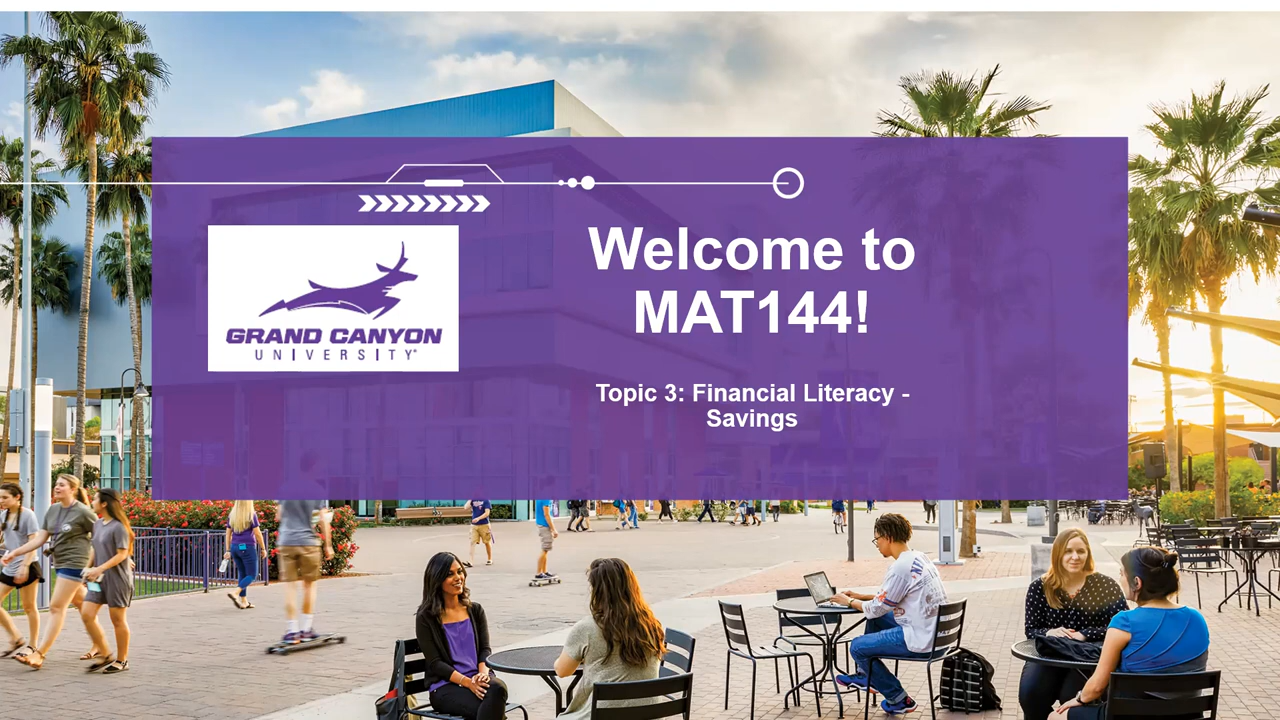 GRAND CANYON
UNIVERSITY
Welcome to
MAT144!
Topic 3: Financial Literacy -
Savings